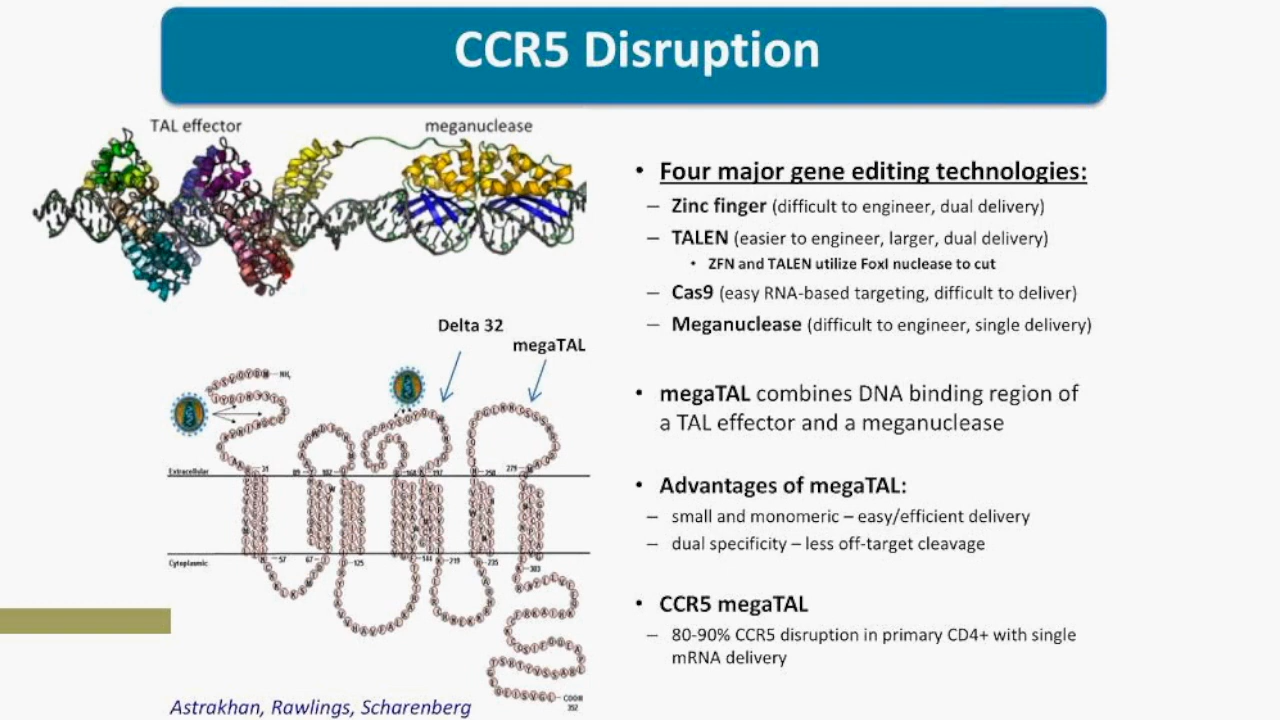 CCR5 Disruption
TAL effector
meganuclease
Delta 32
megaTAL
Extracellular
Cytoplasmic
Astrakhan, Rawlings, Scharenberg
• Four major gene editing technologies:
– Zinc finger (difficult to engineer, dual delivery)
– TALEN (easier to engineer, larger, dual delivery)
• ZFN and TALEN utilize FoxI nuclease to cut
– Cas9 (easy RNA-based targeting, difficult to deliver)
– Meganuclease (difficult to engineer, single delivery)
• megaTAL combines DNA binding region of
a TAL effector and a meganuclease
• Advantages of megaTAL:
– small and monomeric – easy/efficient delivery
– dual specificity – less off-target cleavage
• CCR5 megaTAL
– 80-90% CCR5 disruption in primary CD4+ with single
mRNA delivery